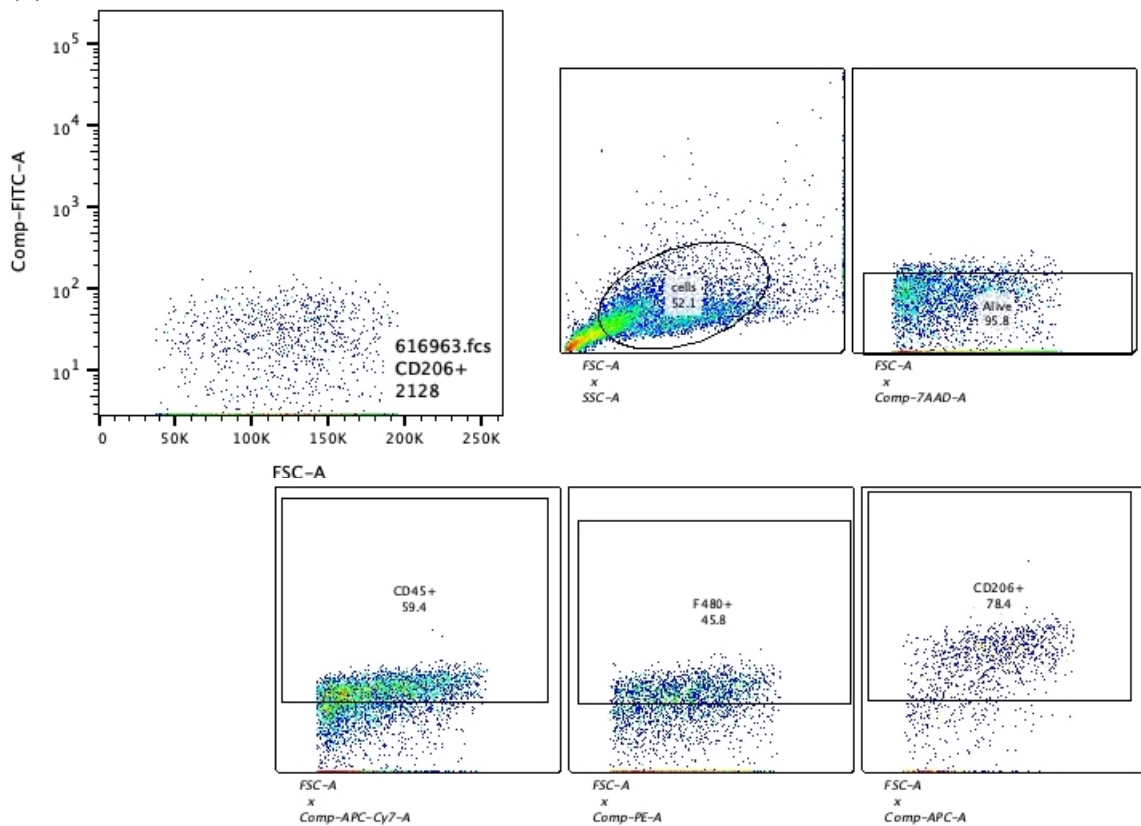 10^5
10^4
10^3
10^2
10^1
Comp-FITC-A
616963.fcs
CD206+
2128
0 50K 100K 150K 200K 250K
FSC-A
cells
52.1
FSC-A
x
SSC-A
Alive
95.8
FSC-A
x
Comp-7AAD-A
CD45+
59.4
FSC-A
x
Comp-APC-Cy7-A
F480+
45.8
FSC-A
x
Comp-PE-A
CD206+
78.4
FSC-A
x
Comp-APC-A